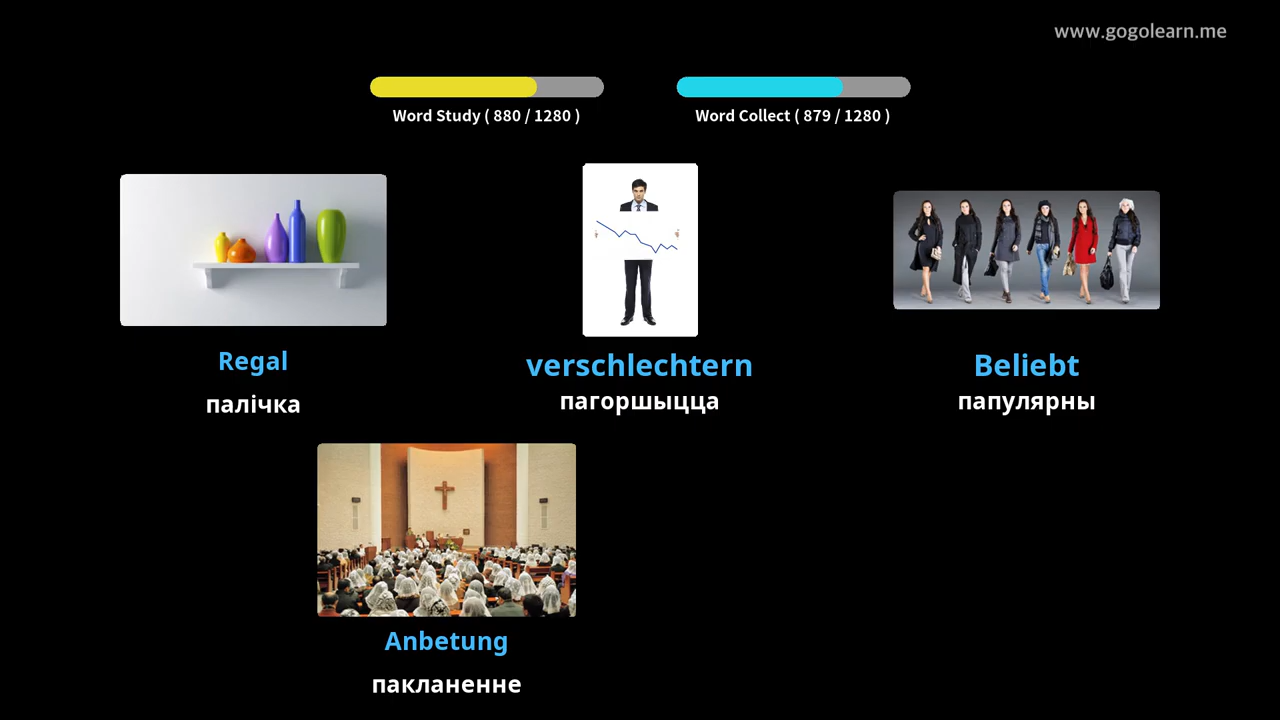 www.gogolearn.me
Word Study ( 880 / 1280 )
Word Collect ( 879 / 1280 )
Regal
палічка
verschlechtern
пагоршыцца
Beliebt
папулярны
Anbetung
пакланенне